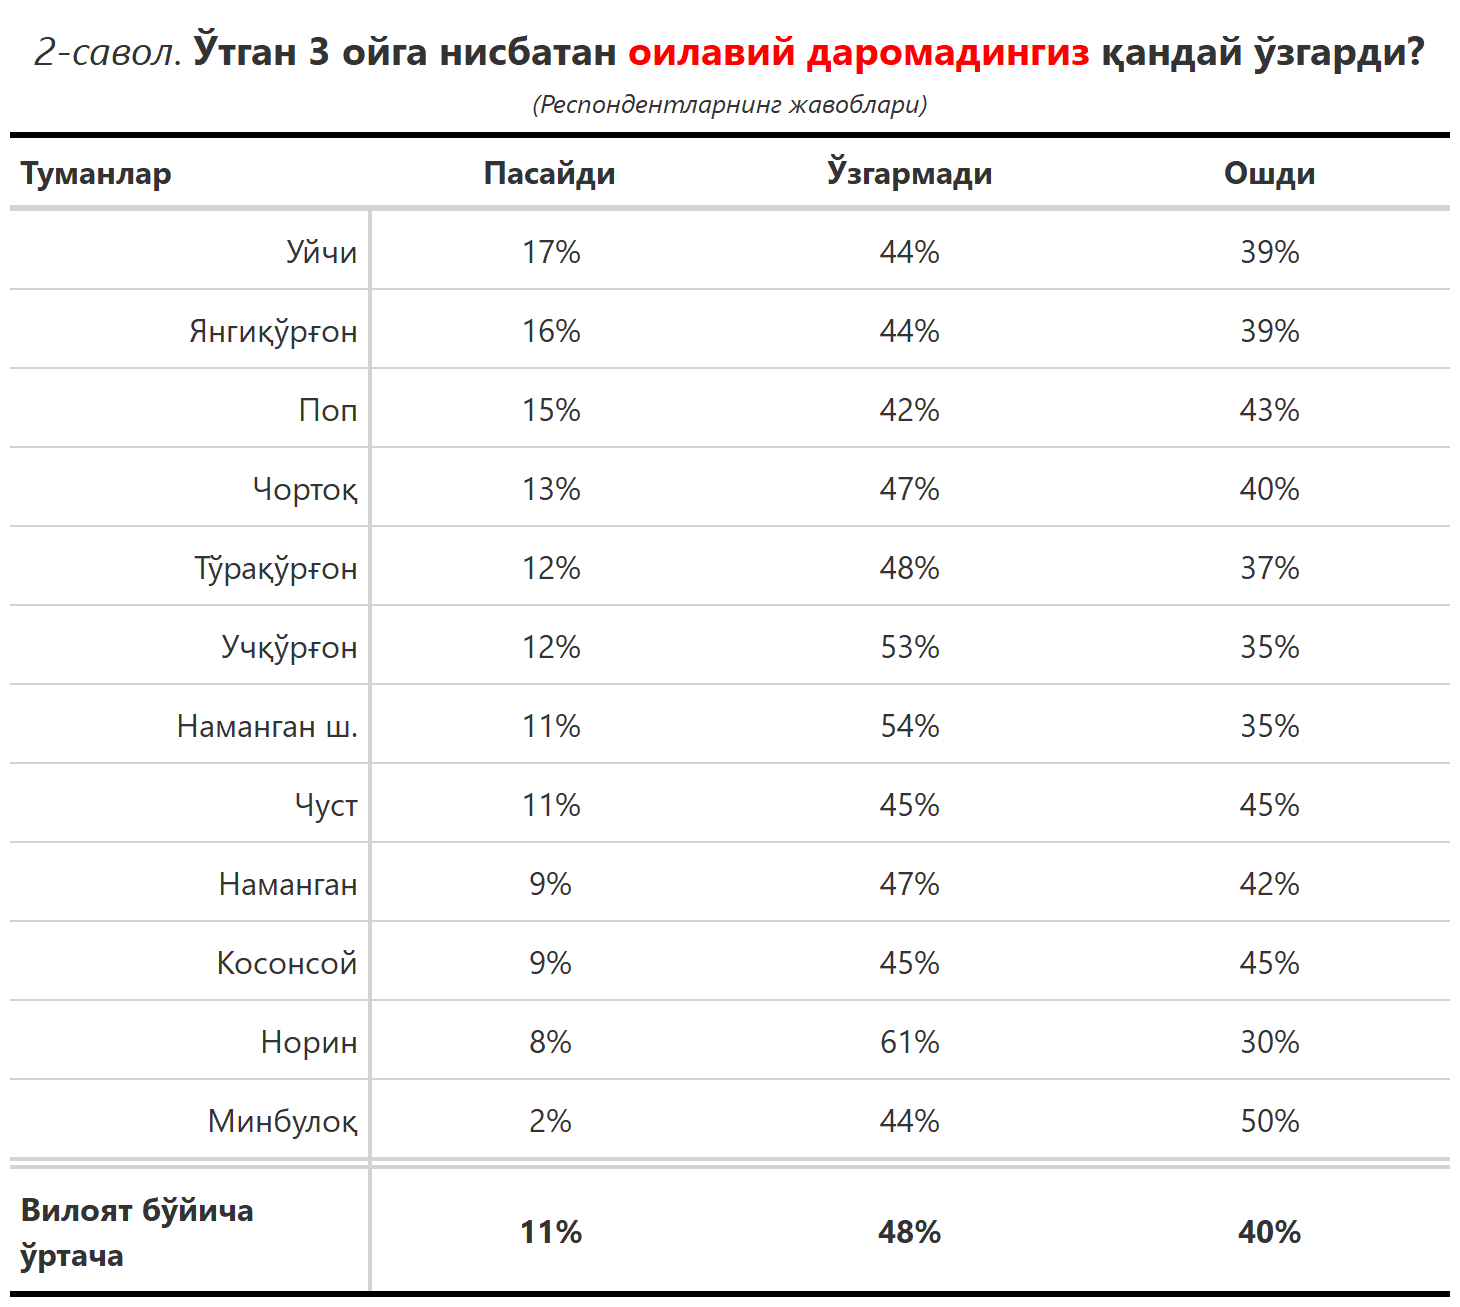 2-савол. Ўтган 3 ойга нисбатан оилавий даромадингиз қандай ўзгарди?
(Респондентларнинг жавоблари)
Туманлар Пасайди Ўзгармади Ошди
Уйчи 17% 44% 39%
Янгиқўрғон 16% 44% 39%
Поп 15% 42% 43%
Чортоқ 13% 47% 40%
Тўрақўрғон 12% 48% 37%
Учқўрғон 12% 53% 35%
Наманган ш. 11% 54% 35%
Чуст 11% 45% 45%
Наманган 9% 47% 42%
Косонсой 9% 45% 45%
Норин 8% 61% 30%
Минбулоқ 2% 44% 50%
Вилоят бўйича
ўртача 11% 48% 40%